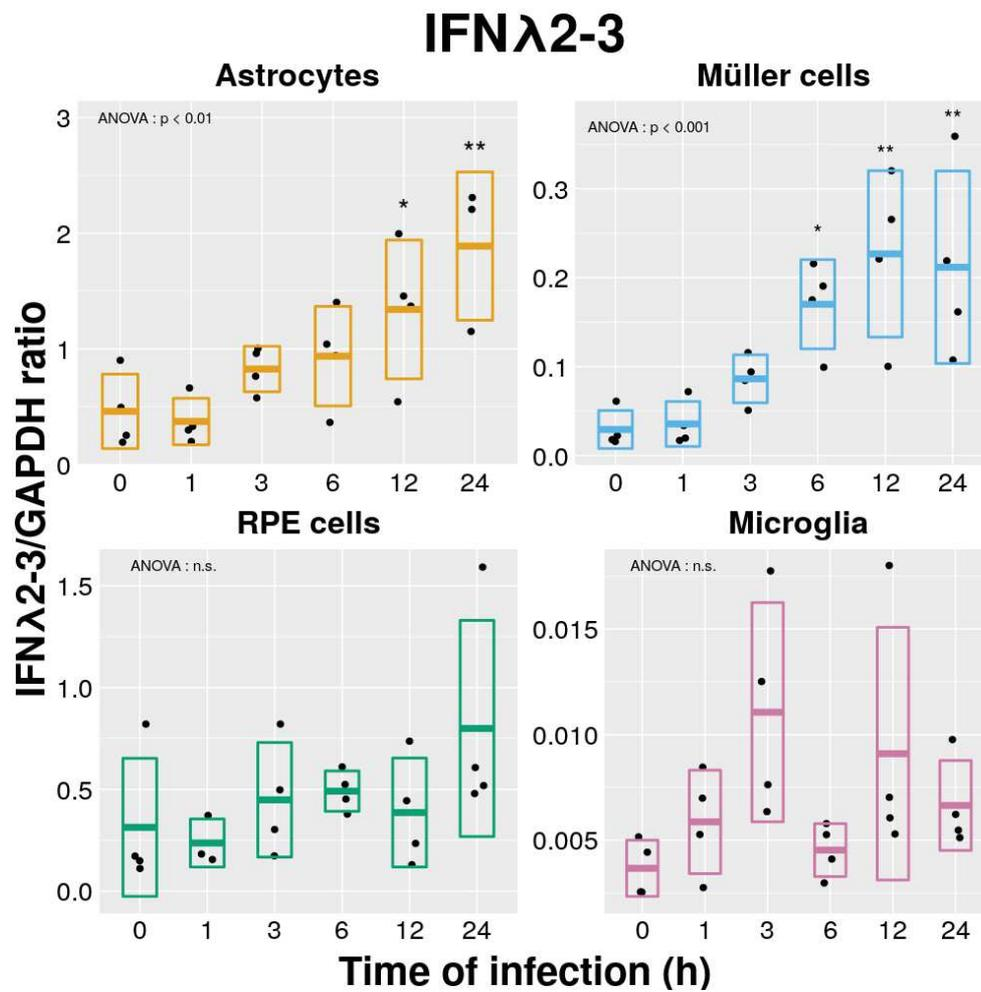 IFNλ2-3
Astrocytes
ANOVA : p < 0.01
3
2
1
0
*
**
0 1 3 6 12 24
Müller cells
ANOVA : p < 0.001
0.3
0.2
0.1
0.0
*
**
**
0 1 3 6 12 24
IFNλ2-3/GAPDH ratio
RPE cells
ANOVA : n.s.
1.5
1.0
0.5
0.0
0 1 3 6 12 24
Microglia
ANOVA : n.s.
0.015
0.010
0.005
0 1 3 6 12 24
Time of infection (h)